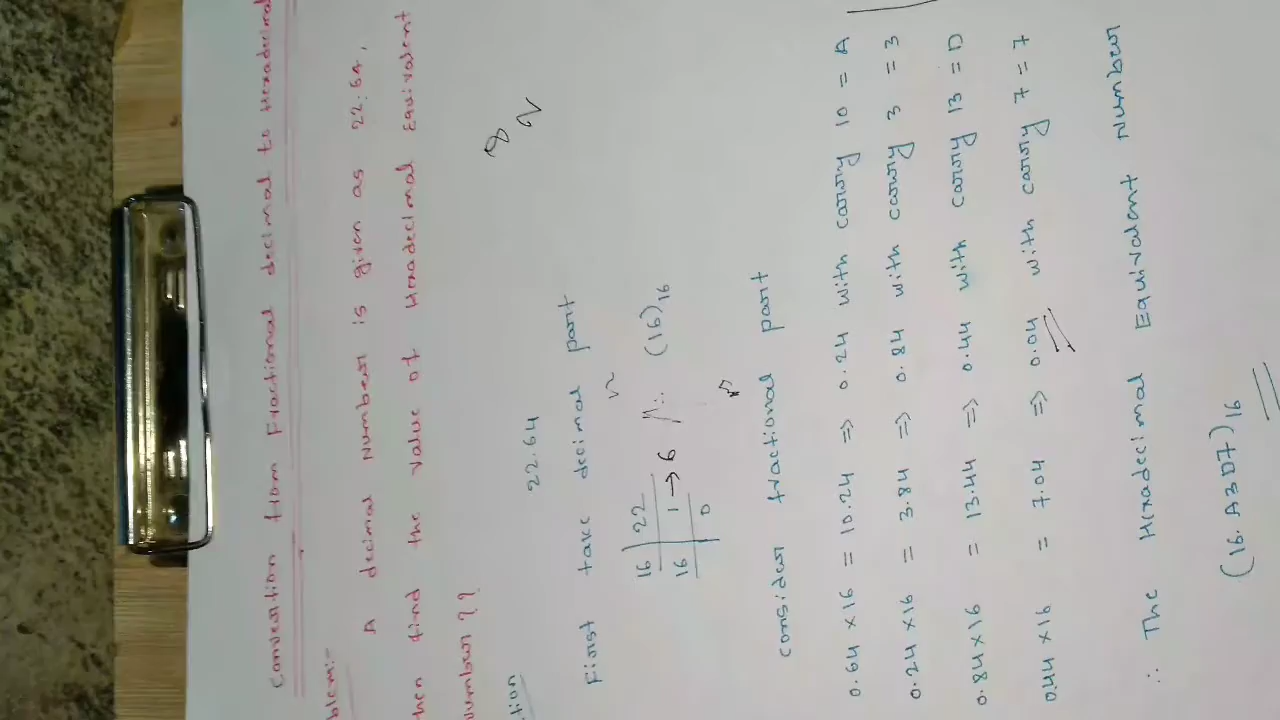 Conversion from Fractional decimal to Hexadecimal
blem:-
A decimal Number is given as 22.64,
then find the value of Hexadecimal Equivalent
Number ??
tion
22.64
First take decimal part
16 | 22
16 | 1 → 6 (16)16
0
consider fractional part
0.64 × 16 = 10.24 => 0.24 with carry 10 = A
0.24 × 16 = 3.84 => 0.84 with carry 3 = 3
0.84 × 16 = 13.44 => 0.44 with carry 13 = D
0.44 × 16 = 7.04 => 0.04 with carry 7 = 7
∴ The Hexadecimal Equivalent Number
(16.A3D7)16